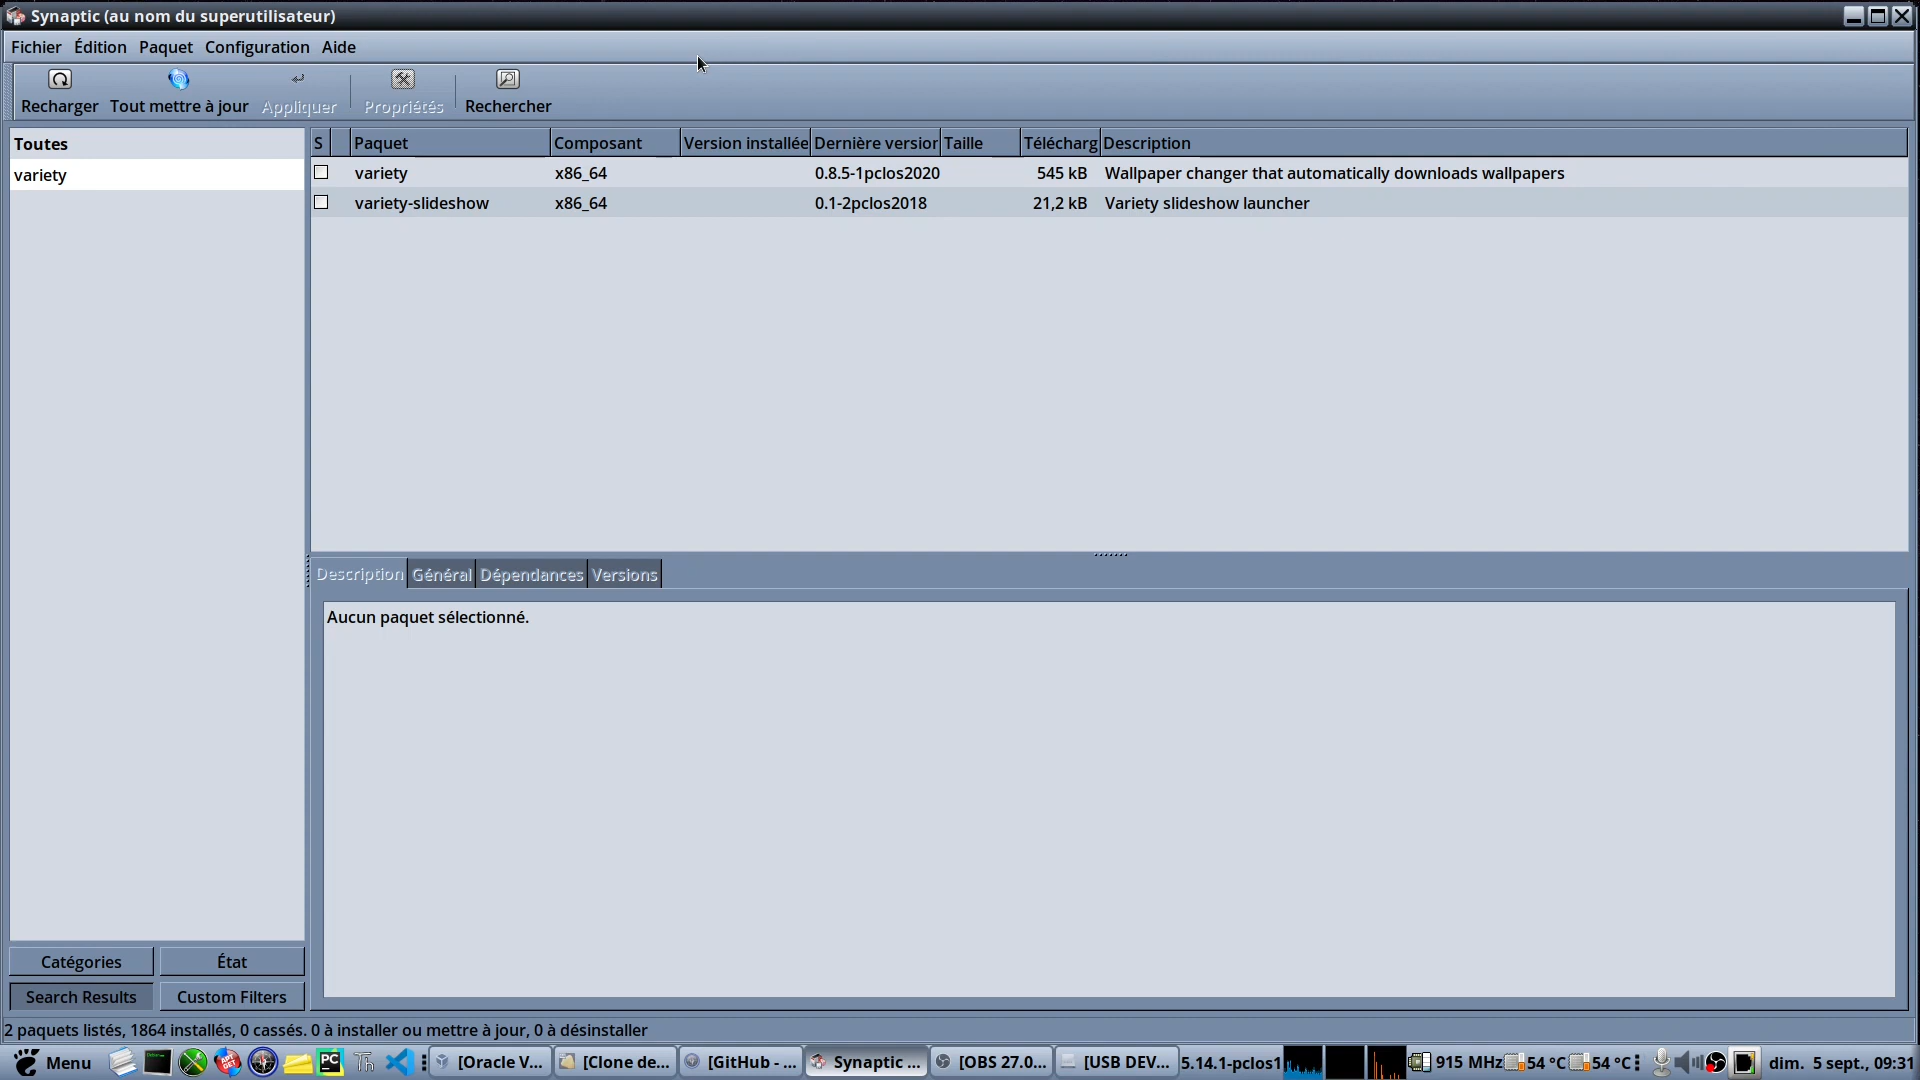 Synaptic (au nom du superutilisateur)
Fichier Édition Paquet Configuration Aide
Recharger Tout mettre à jour Appliquer Propriétés Rechercher
Toutes
variety
S Paquet Composant Version installée Dernière version Taille Télécharg Description
variety x86_64 0.8.5-1pclos2020 545 kB Wallpaper changer that automatically downloads wallpapers
variety-slideshow x86_64 0.1-2pclos2018 21,2 kB Variety slideshow launcher
Description Général Dépendances Versions
Aucun paquet sélectionné.
Catégories État
Search Results Custom Filters
2 paquets listés, 1864 installés, 0 cassés. 0 à installer ou mettre à jour, 0 à désinstaller
Menu PC Th [Oracle V... [Clone de... [GitHub - ... Synaptic ... [OBS 27.0... [USB DEV... 5.14.1-pclos1 915 MHz 54 °C 54 °C dim. 5 sept., 09:31